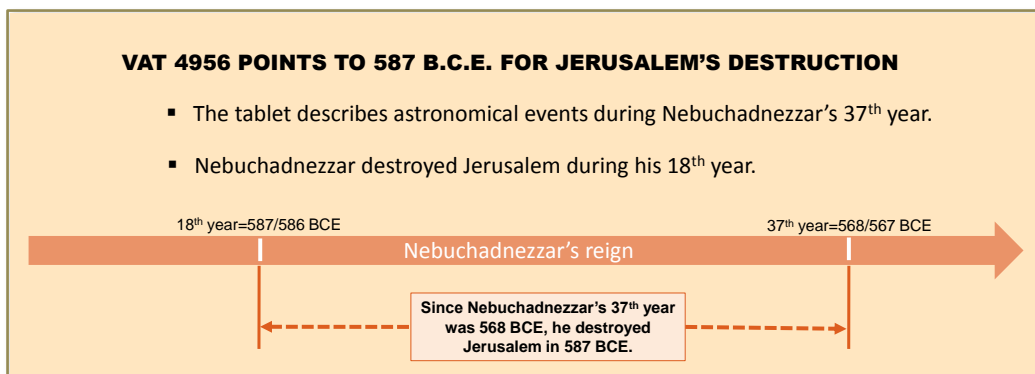 VAT 4956 POINTS TO 587 B.C.E. FOR JERUSALEM'S DESTRUCTION
▪ The tablet describes astronomical events during Nebuchadnezzar's 37th year.
▪ Nebuchadnezzar destroyed Jerusalem during his 18th year.
18th year=587/586 BCE
37th year=568/567 BCE
Nebuchadnezzar's reign
Since Nebuchadnezzar's 37th year
was 568 BCE, he destroyed
Jerusalem in 587 BCE.